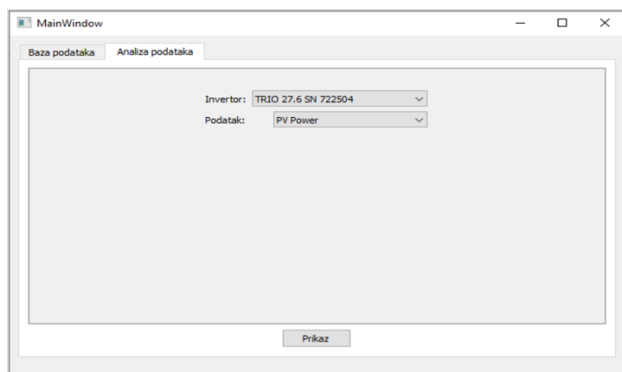 MainWindow
Baza podataka Analiza podataka
Invertor: TRIO 27.6 SN 722504
Podatak: PV Power
Prikaz